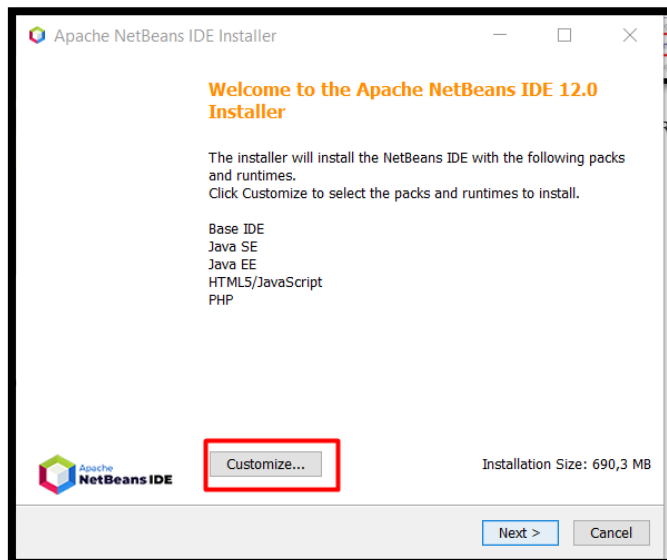 Apache NetBeans IDE Installer
Welcome to the Apache NetBeans IDE 12.0
Installer
The installer will install the NetBeans IDE with the following packs
and runtimes.
Click Customize to select the packs and runtimes to install.
Base IDE
Java SE
Java EE
HTML5/JavaScript
PHP
Customize...
Installation Size: 690,3 MB
Apache
NetBeans IDE
Next >
Cancel